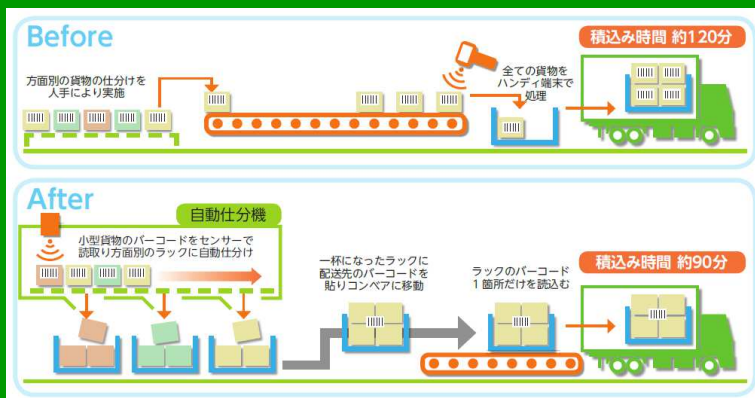 Before
積込み時間 約120分
方面別の貨物の仕分けを
人手により実施
全ての貨物を
ハンディ端末で
処理
After
自動仕分機
小型貨物のバーコードをセンサーで
読取り方面別のラックに自動仕分け
一杯になったラックに
配送先のバーコードを
貼りコンベアに移動
ラックのバーコード
1箇所だけを読込む
積込み時間 約90分